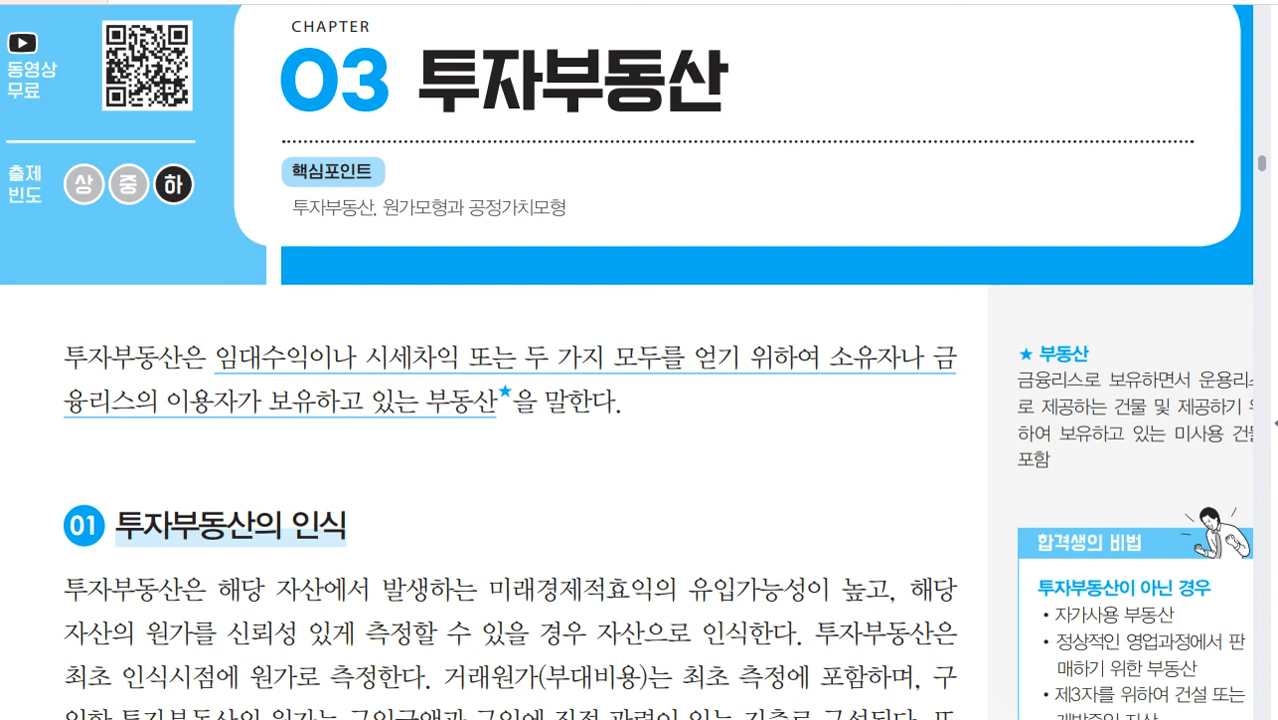 동영상
무료
출제
빈도
상 중 하
CHAPTER
03 투자부동산
핵심포인트
투자부동산, 원가모형과 공정가치모형
투자부동산은 임대수익이나 시세차익 또는 두 가지 모두를 얻기 위하여 소유자나 금
융리스의 이용자가 보유하고 있는 부동산★을 말한다.
01 투자부동산의 인식
투자부동산은 해당 자산에서 발생하는 미래경제적효익의 유입가능성이 높고, 해당
자산의 원가를 신뢰성 있게 측정할 수 있을 경우 자산으로 인식한다. 투자부동산은
최초 인식시점에 원가로 측정한다. 거래원가(부대비용)는 최초 측정에 포함하며, 구
★ 부동산
금융리스로 보유하면서 운용리스
로 제공하는 건물 및 제공하기
하여 보유하고 있는 미사용
포함
합격생의 비법
투자부동산이 아닌 경우
• 자가사용 부동산
• 정상적인 영업과정에서 판
매하기 위한 부동산
• 제3자를 위하여 건설 또는